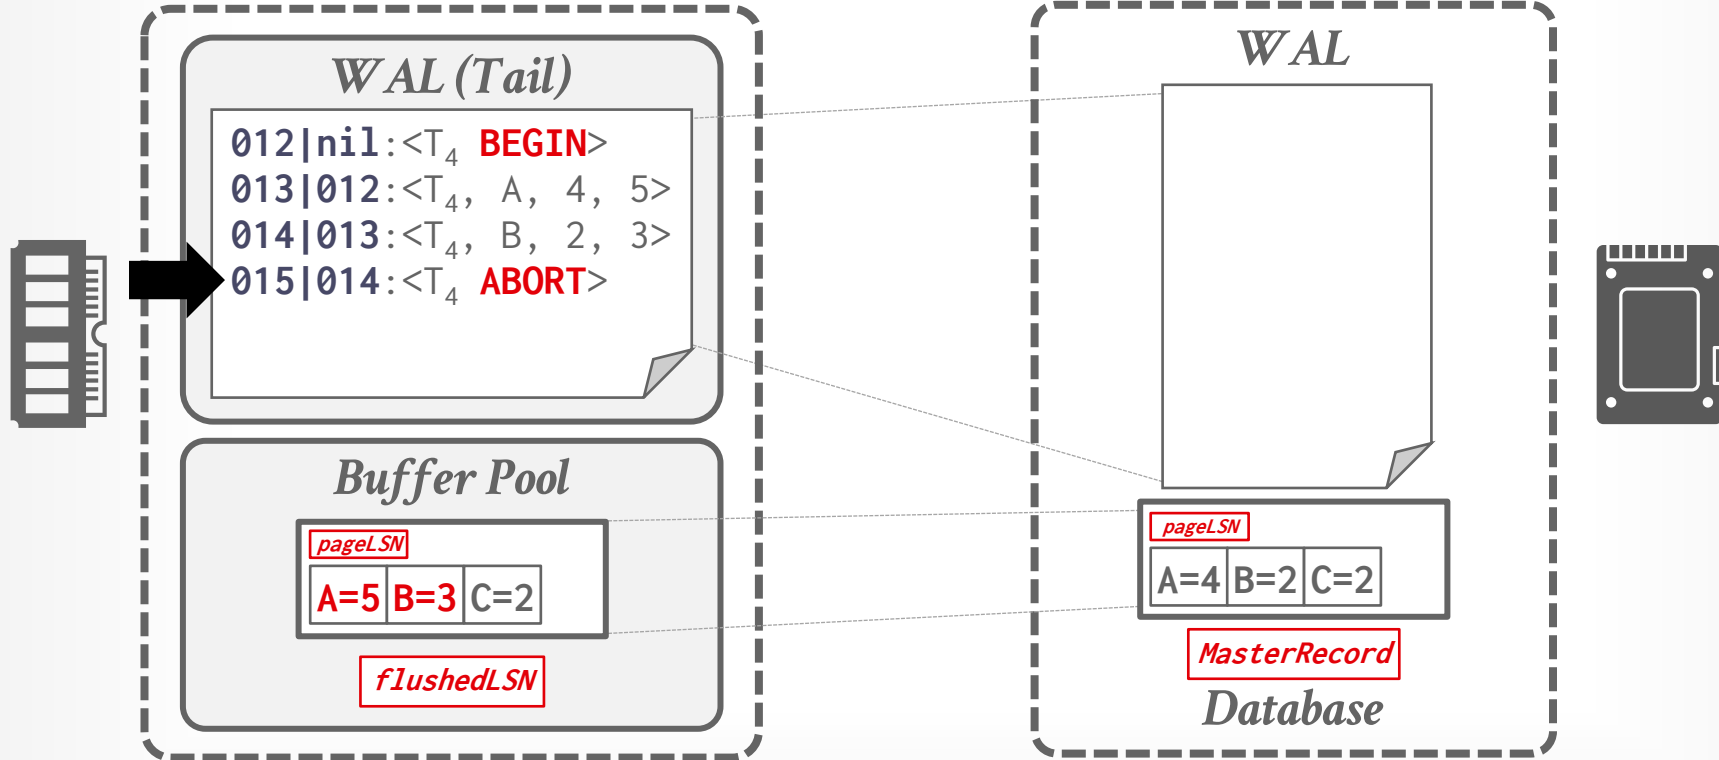 WAL (Tail)
012|nil:<T4 BEGIN>
013|012:<T4, A, 4, 5>
014|013:<T4, B, 2, 3>
015|014:<T4 ABORT>
Buffer Pool
pageLSN
A=5 B=3 C=2
flushedLSN
WAL
pageLSN
A=4 B=2 C=2
MasterRecord
Database